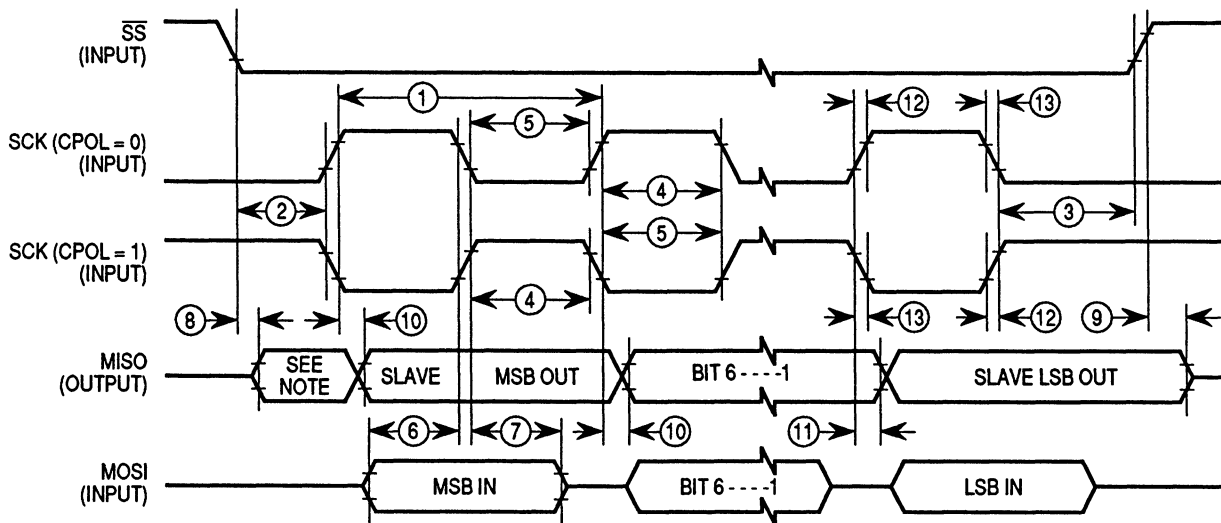 SS
(INPUT)
1
12
13
5
SCK (CPOL = 0)
(INPUT)
4
2
3
5
SCK (CPOL = 1)
(INPUT)
4
8
10
13
12
9
MISO
(OUTPUT)
SEE
NOTE
SLAVE
MSB OUT
BIT 6 - - - - -1
SLAVE LSB OUT
6
7
10
11
MOSI
(INPUT)
MSB IN
BIT 6 - - - - -1
LSB IN